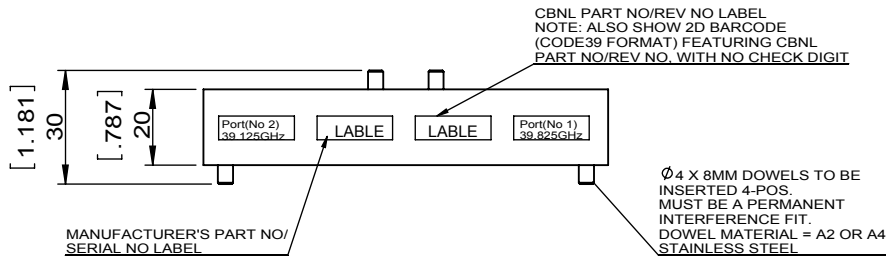 CBNL PART NO/REV NO LABEL
NOTE: ALSO SHOW 2D BARCODE
(CODE39 FORMAT) FEATURING CBNL
PART NO/REV NO, WITH NO CHECK DIGIT
[1.181]
30
[.787]
20
Port(No 2)
39.125GHz
LABLE
LABLE
Port(No 1)
39.825GHz
Ø4 X 8MM DOWELS TO BE
INSERTED 4-POS.
MUST BE A PERMANENT
INTERFERENCE FIT.
DOWEL MATERIAL = A2 OR A4
STAINLESS STEEL
MANUFACTURER'S PART NO/
SERIAL NO LABEL